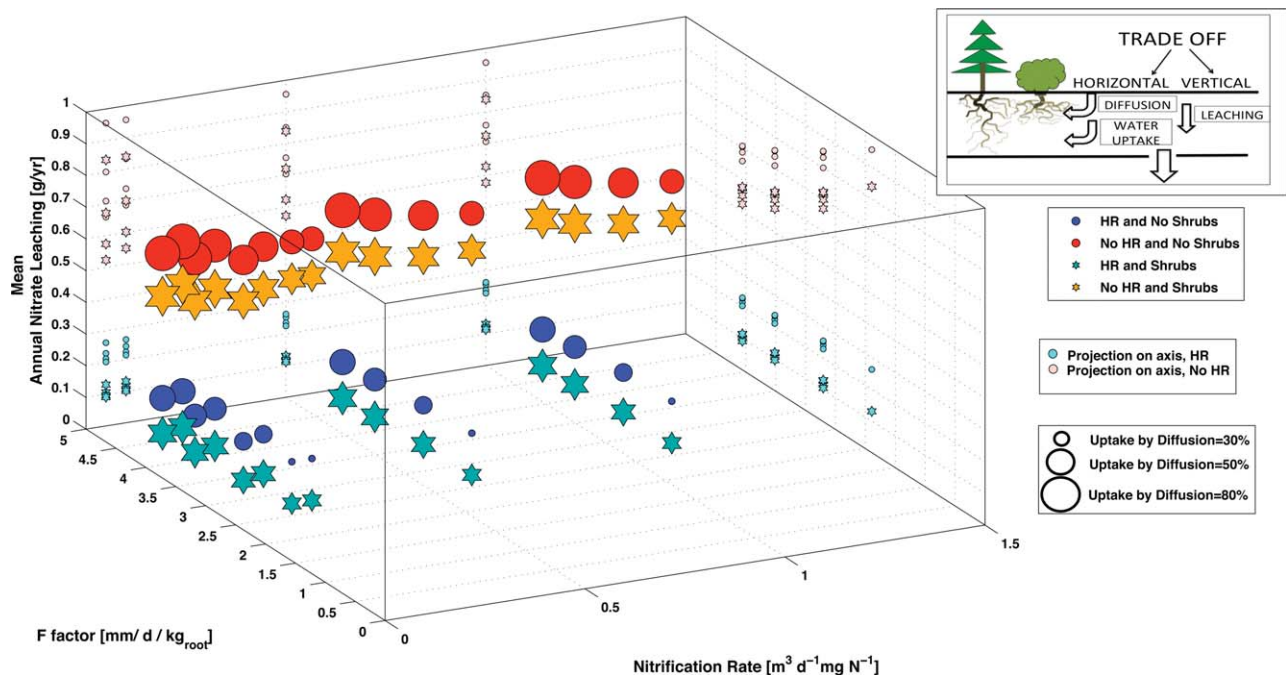 TRADE OFF
HORIZONTAL VERTICAL
DIFFUSION
LEACHING
WATER
UPTAKE
1
0.9
0.8
0.7
0.6
0.5
0.4
0.3
0.2
0.1
0
Mean
Annual Nitrate Leaching [g/yr]
5
4.5
4
3.5
3
2.5
2
1.5
1
0.5
0
F factor [mm/ d / kg_root]
0
0.5
1
1.5
Nitrification Rate [m³ d⁻¹mg N⁻¹]
HR and No Shrubs
No HR and No Shrubs
HR and Shrubs
No HR and Shrubs
Projection on axis, HR
Projection on axis, No HR
Uptake by Diffusion=30%
Uptake by Diffusion=50%
Uptake by Diffusion=80%